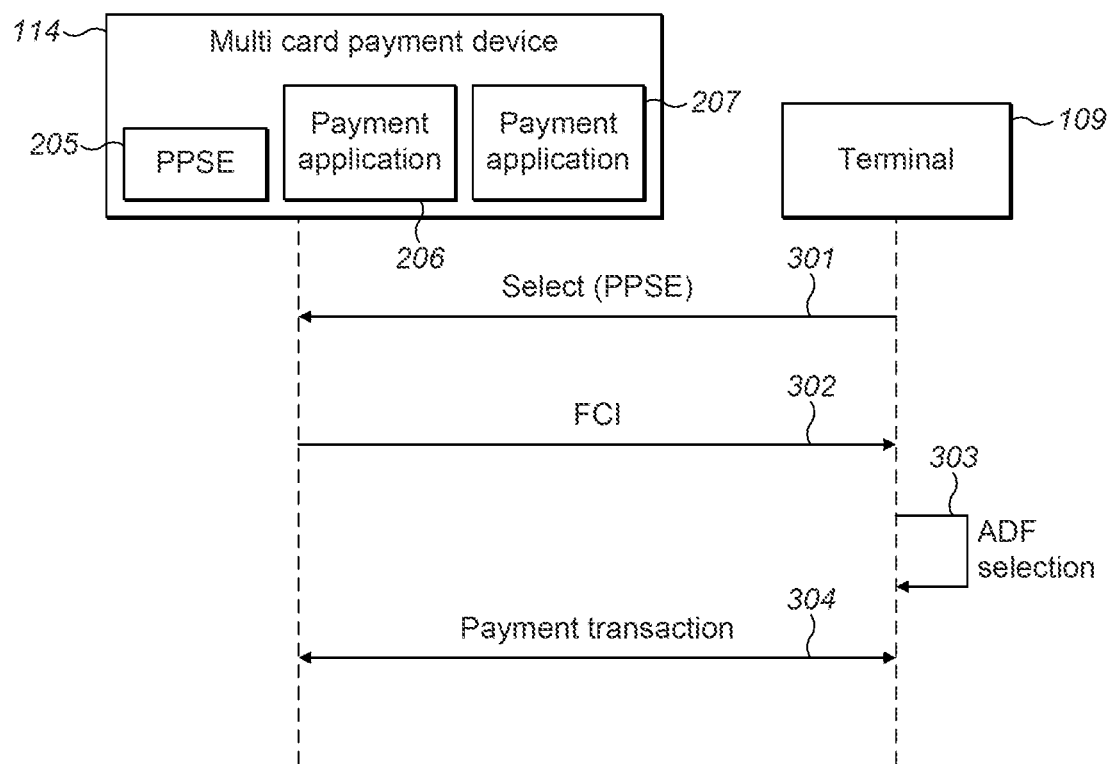 114
Multi card payment device
205
PPSE
Payment
application
206
Payment
application
207
Terminal
109
301
Select (PPSE)
302
FCI
303
ADF
selection
304
Payment transaction